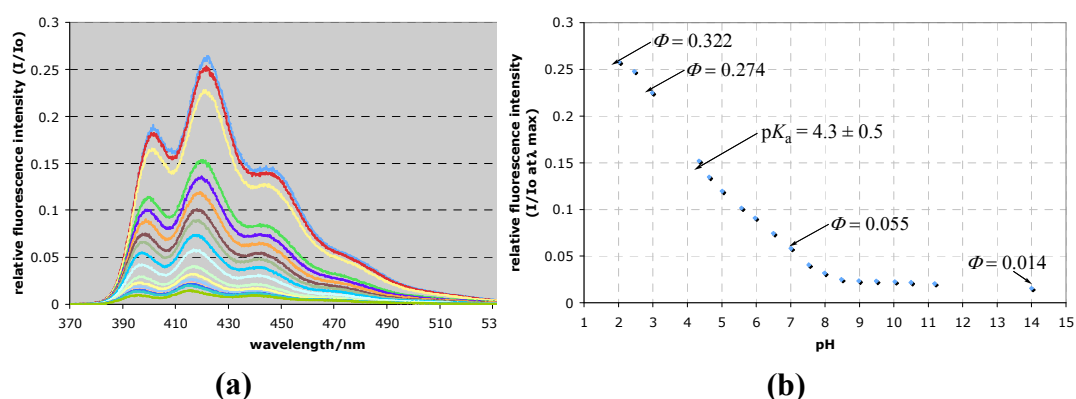 relative fluorescence intensity (I/Io)
0.3
0.25
0.2
0.15
0.1
0.05
0
370 390 410 430 450 470 490 510 53
wavelength/nm
(a)
relative fluorescence intensity
(I/Io at λ max)
0.3
0.25
0.2
0.15
0.1
0.05
0
Φ = 0.322
Φ = 0.274
pKa = 4.3 ± 0.5
Φ = 0.055
Φ = 0.014
1 2 3 4 5 6 7 8 9 10 11 12 13 14 15
pH
(b)